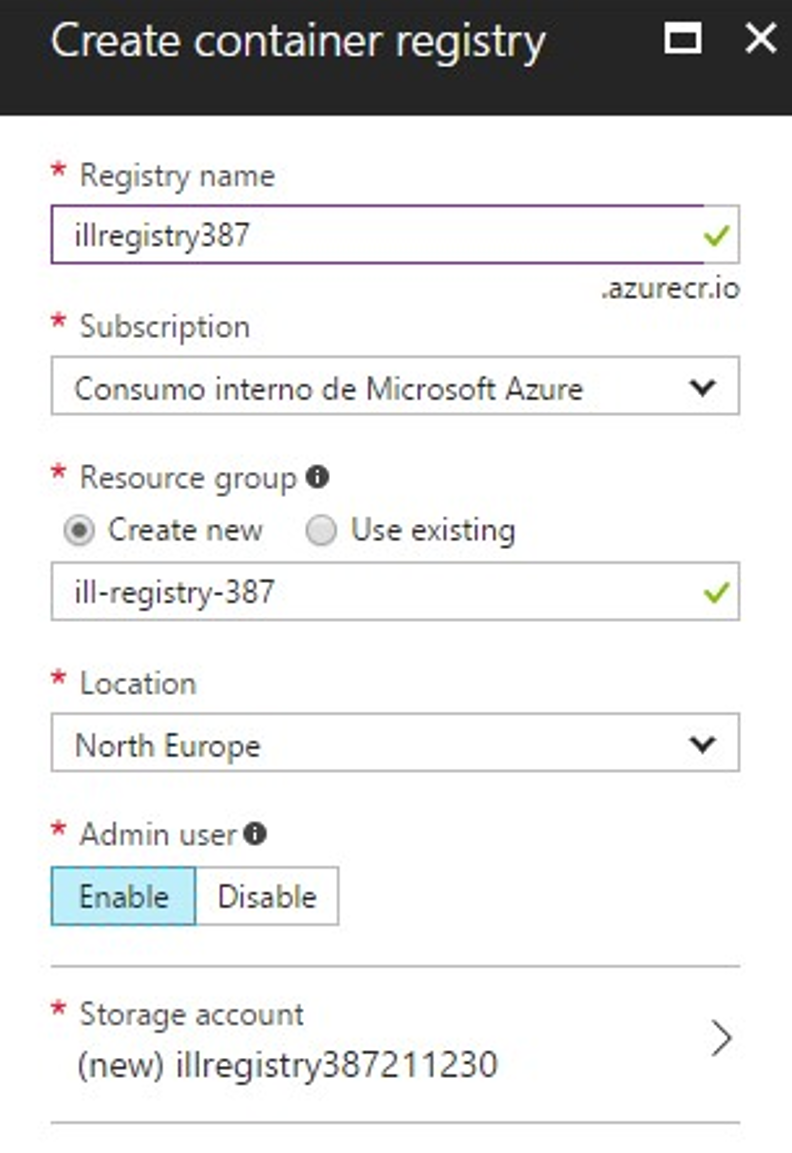 Create container registry
* Registry name
illregistry387
.azurecr.io
* Subscription
Consumo interno de Microsoft Azure
* Resource group
Create new Use existing
ill-registry-387
* Location
North Europe
* Admin user
Enable Disable
* Storage account
(new) illregistry387211230